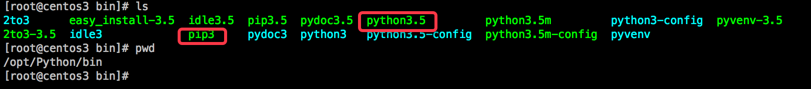 [root@centos3 bin]# ls
2to3 easy_install-3.5 idle3.5 pip3.5 pydoc3.5 python3.5 python3.5m python3-config pyvenv-3.5
2to3-3.5 idle3 pip3 pydoc3 python3 python3.5-config python3.5m-config pyvenv
[root@centos3 bin]# pwd
/opt/Python/bin
[root@centos3 bin]#